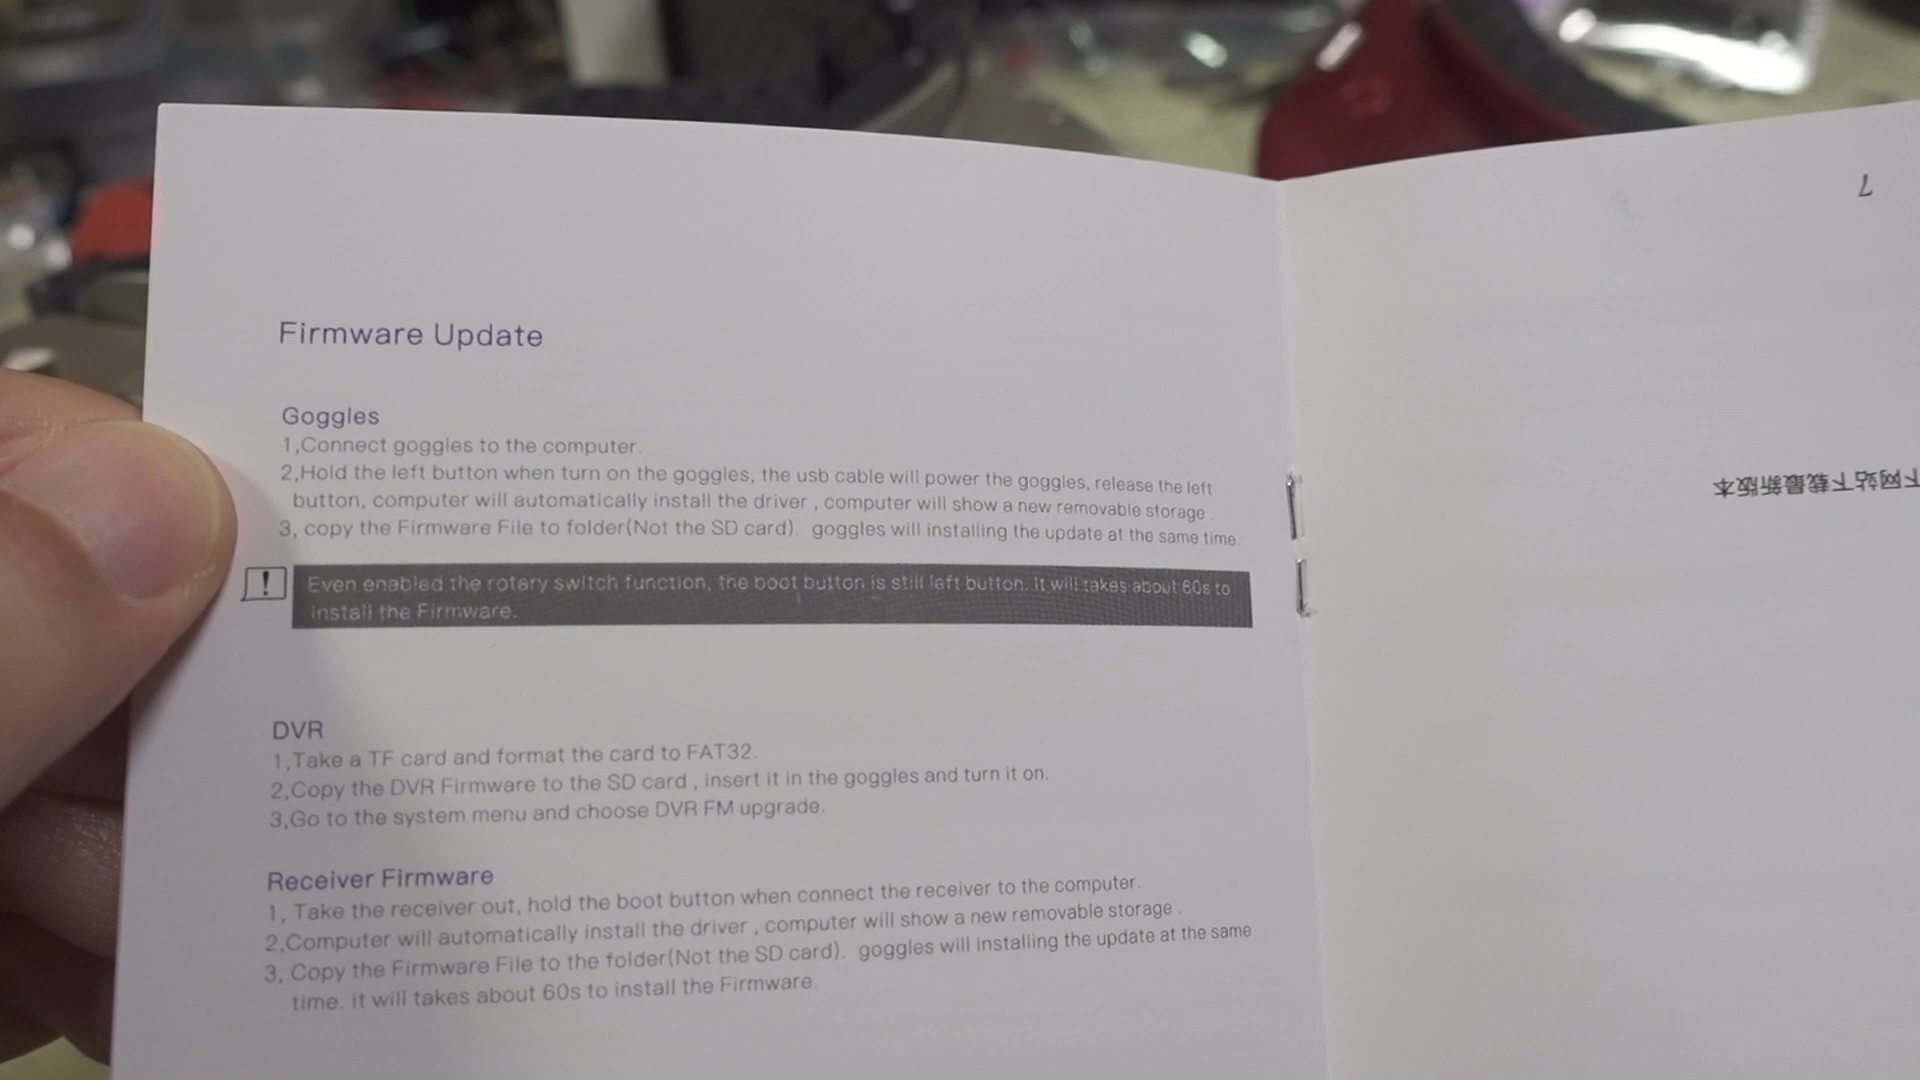 Firmware Update
Goggles
1,Connect goggles to the computer.
2,Hold the left button when turn on the goggles, the usb cable will power the goggles, release the left
button, computer will automatically install the driver , computer will show a new removable storage .
3, copy the Firmware File to folder(Not the SD card).  goggles will installing the update at the same time.
! Even enabled the rotary switch function, the boot button is still left button. It will takes about 60s to
install the Firmware.
DVR
1,Take a TF card and format the card to FAT32.
2,Copy the DVR Firmware to the SD card , insert it in the goggles and turn it on.
3,Go to the system menu and choose DVR FM upgrade.
Receiver Firmware
1, Take the receiver out, hold the boot button when connect the receiver to the computer.
2,Computer will automatically install the driver , computer will show a new removable storage .
3, Copy the Firmware File to the folder(Not the SD card).  goggles will installing the update at the same
time. it will takes about 60s to install the Firmware.
7
网站下载最新版本